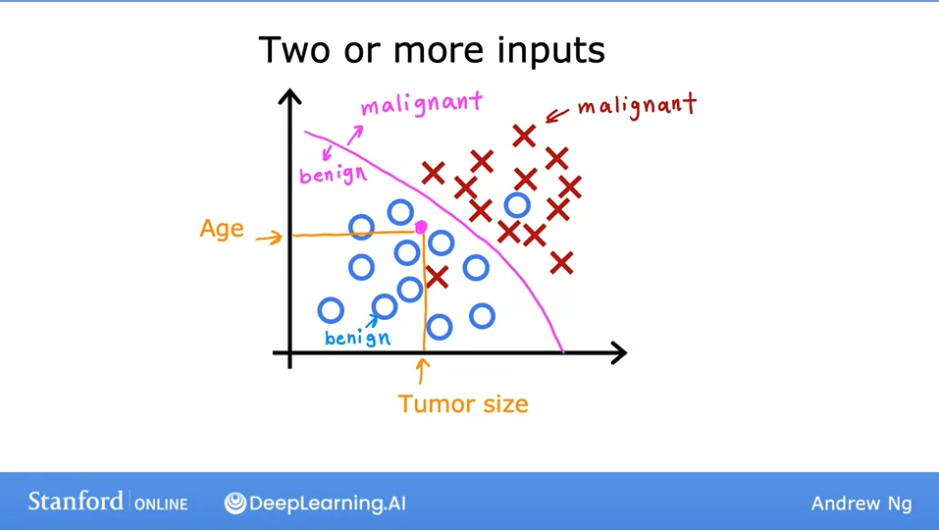 Two or more inputs
malignant
malignant
benign
Age
benign
Tumor size
Stanford ONLINE
DeepLearning.AI
Andrew Ng